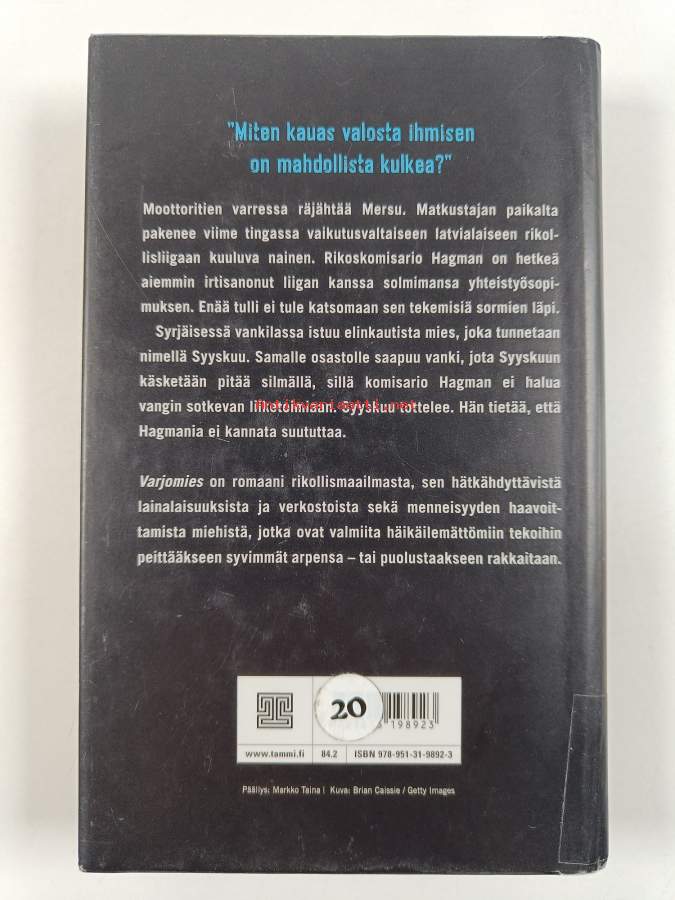 "Miten kauas valosta ihmisen
on mahdollista kulkea?"
Moottoritien varressa räjähtää Mersu. Matkustajan paikalta
pakenee viime tingassa vaikutusvaltaiseen latvialaiseen rikol-
lisliigaan kuuluva nainen. Rikoskomisario Hagman on hetkeä
aiemmin irtisanonut liigan kanssa solmimansa yhteistyösopi-
muksen. Enää tulli ei tule katsomaan sen tekemisiä sormien läpi.
Syrjäisessä vankilassa istuu elinkautista mies, joka tunnetaan
nimellä Syyskuu. Samalle osastolle saapuu vanki, jota Syyskuun
käsketään pitää silmällä, sillä komisario Hagman ei halua
vangin sotkevan liiketoimiaan. Syyskuu tottelee. Hän tietää, että
Hagmania ei kannata suututtaa.
Varjomies on romaani rikollismaailmasta, sen hätkähdyttävistä
lainalaisuuksista ja verkostoista sekä menneisyyden haavoit-
tamista miehistä, jotka ovat valmiita häikäilemättömiin tekoihin
peittääkseen syvimmät arpensa – tai puolustaakseen rakkaitaan.
20
198923
www.tammi.fi
84.2
ISBN 978-951-31-9892-3
Päällys: Markko Taina | Kuva: Brian Caissie / Getty Images